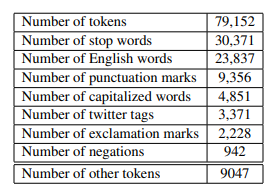 Number of tokens 79,152
Number of stop words 30,371
Number of English words 23,837
Number of punctuation marks 9,356
Number of capitalized words 4,851
Number of twitter tags 3,371
Number of exclamation marks 2,228
Number of negations 942
Number of other tokens 9047